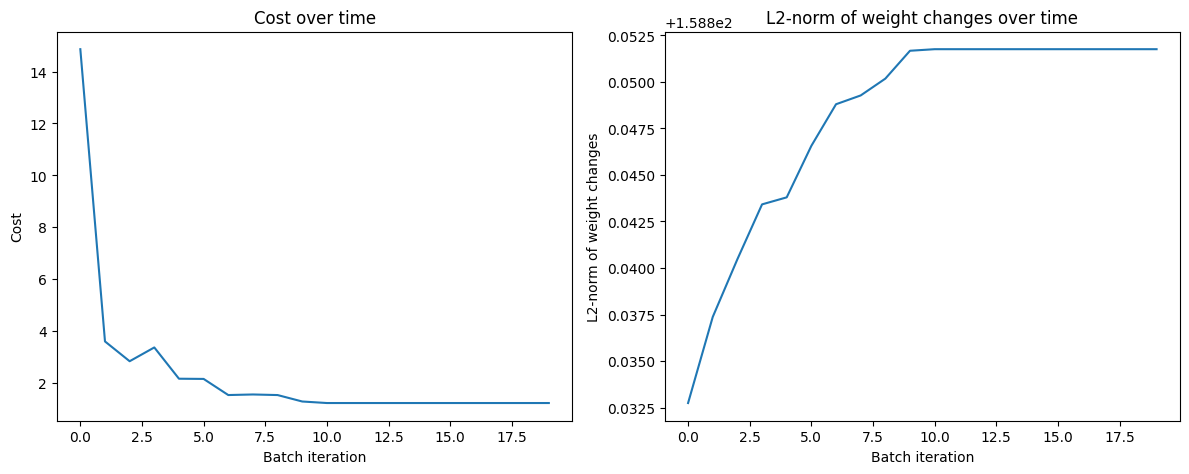 Cost over time
14
12
10
8
6
4
2
Cost
0.0 2.5 5.0 7.5 10.0 12.5 15.0 17.5
Batch iteration
L2-norm of weight changes over time
+1.588e2
0.0525
0.0500
0.0475
0.0450
0.0425
0.0400
0.0375
0.0350
0.0325
L2-norm of weight changes
0.0 2.5 5.0 7.5 10.0 12.5 15.0 17.5
Batch iteration